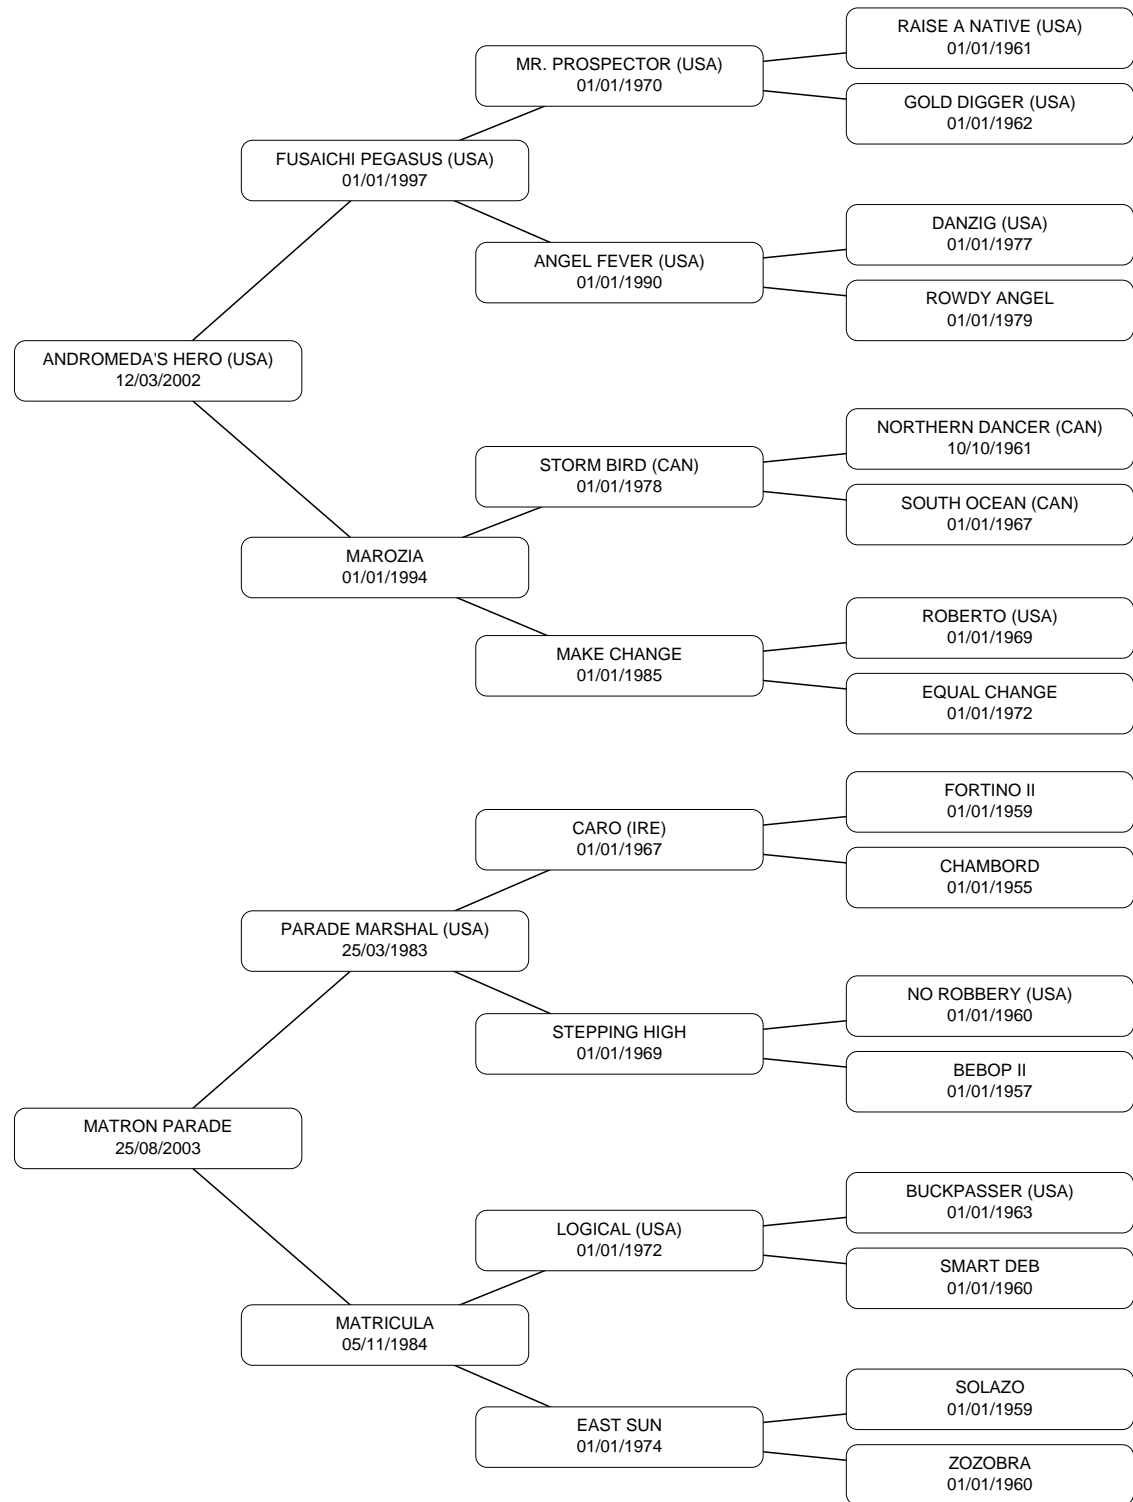 RAISE A NATIVE (USA)
01/01/1961
MR. PROSPECTOR (USA)
01/01/1970
GOLD DIGGER (USA)
01/01/1962
FUSAICHI PEGASUS (USA)
01/01/1997
DANZIG (USA)
01/01/1977
ANGEL FEVER (USA)
01/01/1990
ROWDY ANGEL
01/01/1979
ANDROMEDA'S HERO (USA)
12/03/2002
NORTHERN DANCER (CAN)
10/10/1961
STORM BIRD (CAN)
01/01/1978
SOUTH OCEAN (CAN)
01/01/1967
MAROZIA
01/01/1994
ROBERTO (USA)
01/01/1969
MAKE CHANGE
01/01/1985
EQUAL CHANGE
01/01/1972
FORTINO II
01/01/1959
CARO (IRE)
01/01/1967
CHAMBORD
01/01/1955
PARADE MARSHAL (USA)
25/03/1983
NO ROBBERY (USA)
01/01/1960
STEPPING HIGH
01/01/1969
BEBOP II
01/01/1957
MATRON PARADE
25/08/2003
BUCKPASSER (USA)
01/01/1963
LOGICAL (USA)
01/01/1972
SMART DEB
01/01/1960
MATRICULA
05/11/1984
SOLAZO
01/01/1959
EAST SUN
01/01/1974
ZOZOBRA
01/01/1960